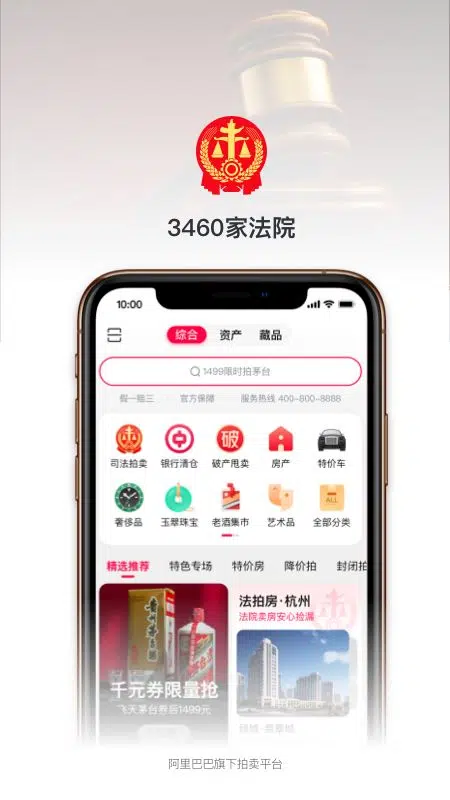 3460家法院
10:00
综合 资产 藏品
1499限时拍茅台
假一赔三 官方保障 服务热线 400-800-8888
司法拍卖 银行清仓 破产甩卖 房产 特价车
破
ALL
奢侈品 玉翠珠宝 老酒集市 艺术品 全部分类
精选推荐 特色专场 特价房 降价拍 封闭拍
法拍房·杭州
法院卖房安心捡漏
千元券限量抢
飞天茅台券后1499元
阿里巴巴旗下拍卖平台